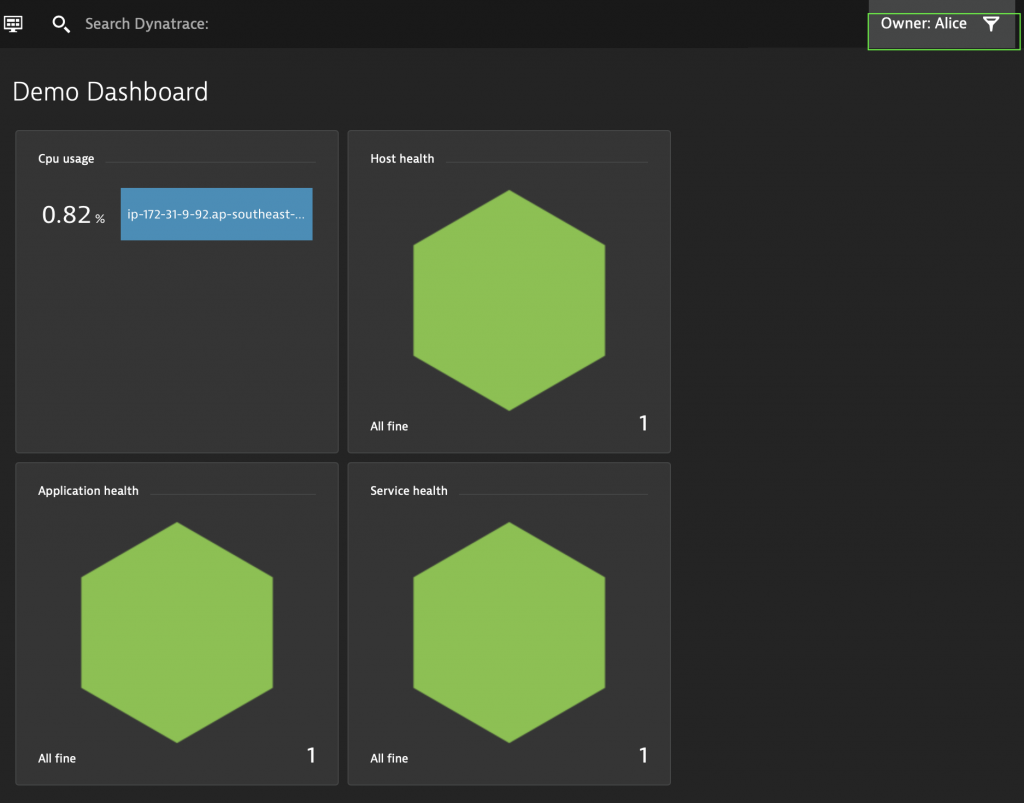 Search Dynatrace:
Owner: Alice
Demo Dashboard
Cpu usage
0.82 %
ip-172-31-9-92.ap-southeast-...
Host health
All fine
1
Application health
All fine
1
Service health
All fine
1